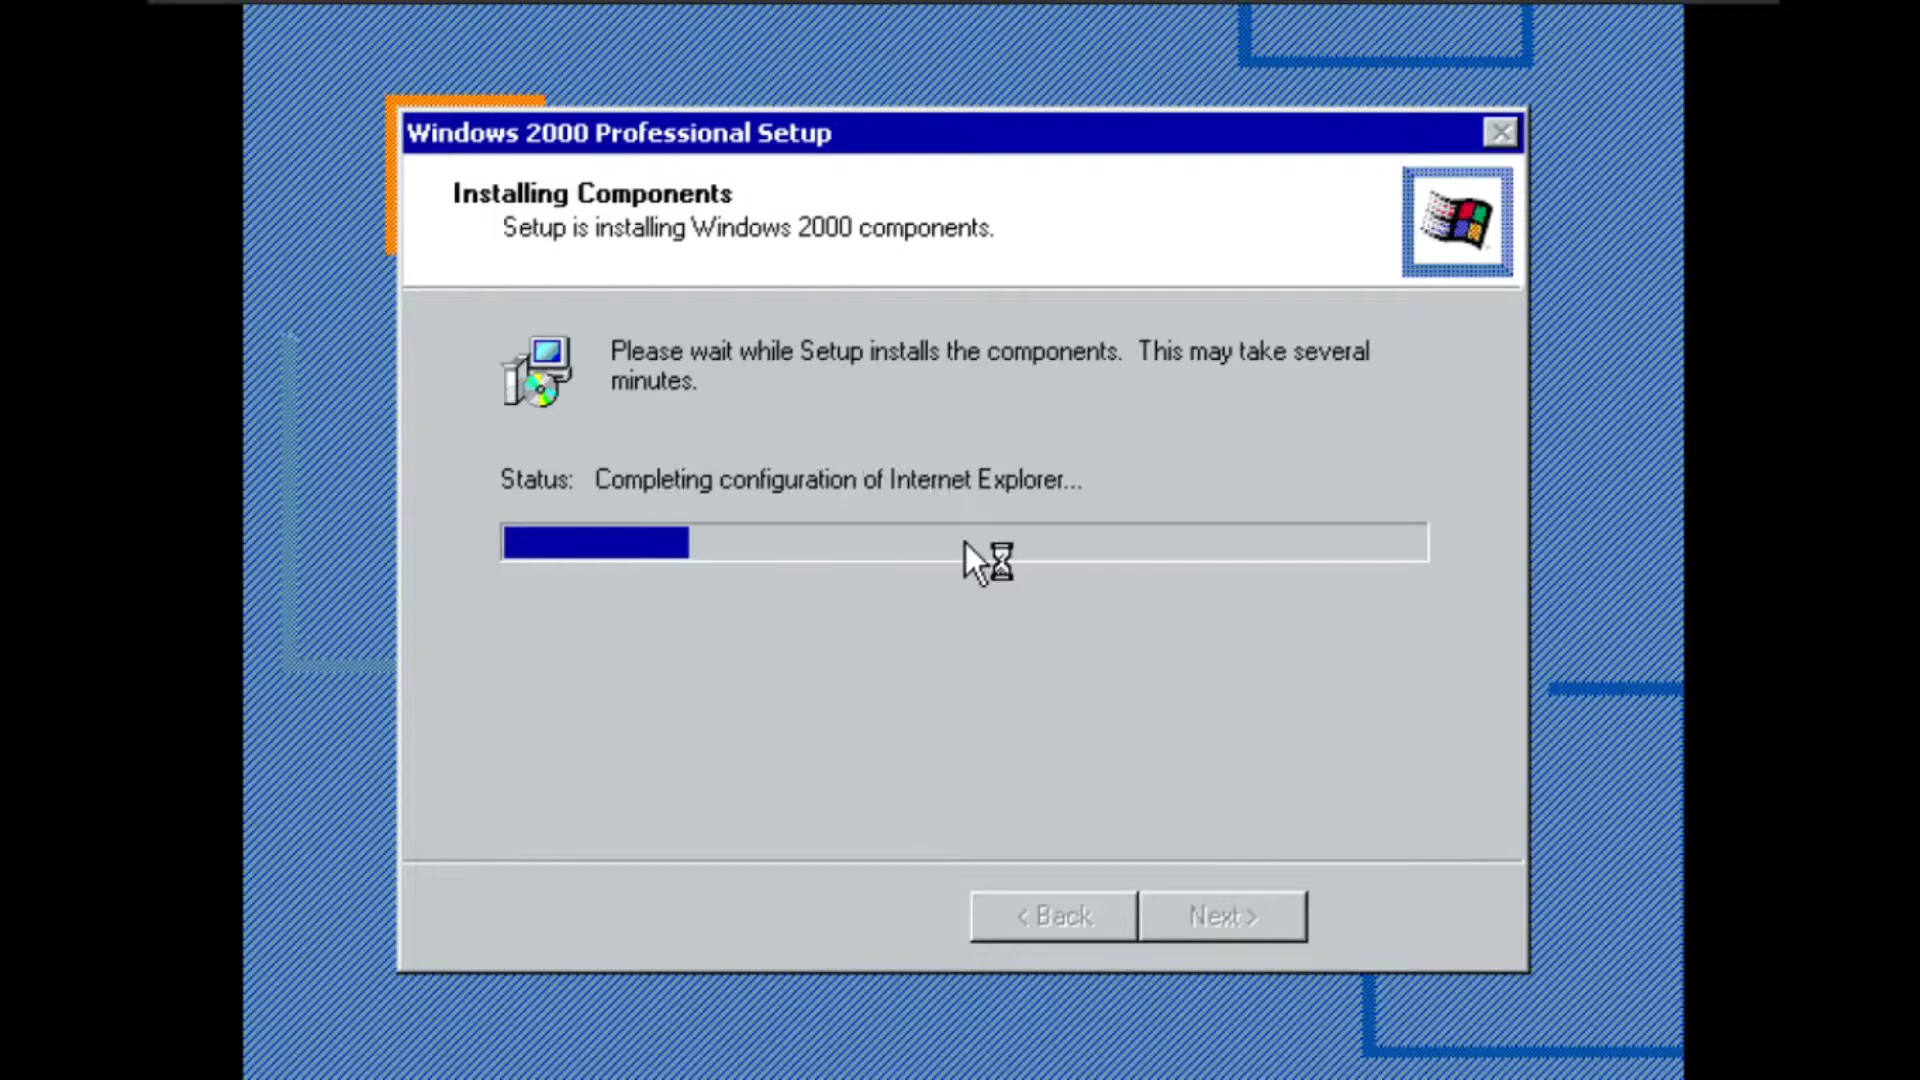 Windows 2000 Professional Setup
Installing Components
Setup is installing Windows 2000 components.
Please wait while Setup installs the components.  This may take several
minutes.
Status:   Completing configuration of Internet Explorer...
< Back
Next >